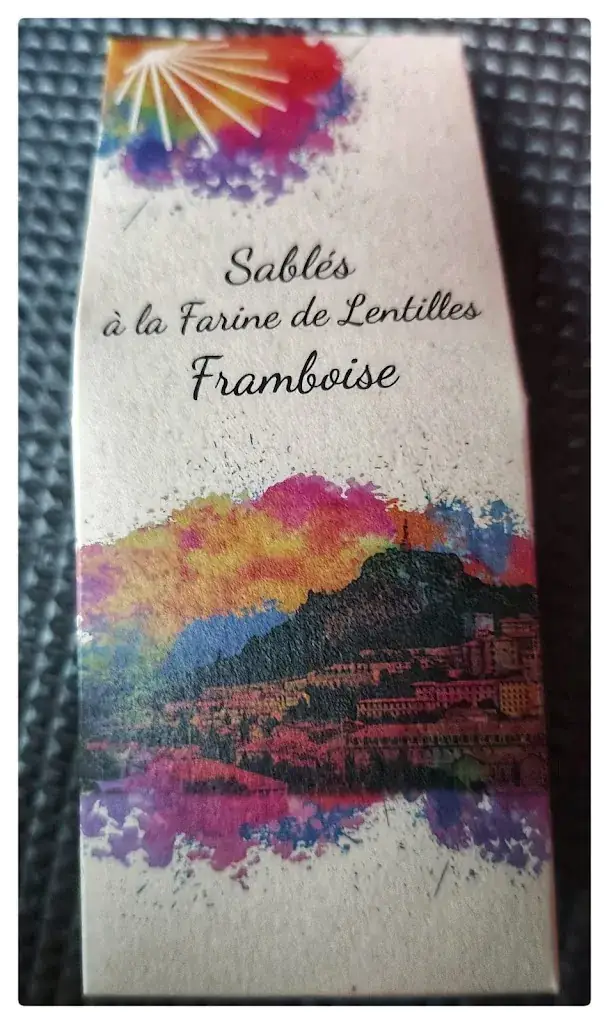 Sablés
à la Farine de Lentilles
Framboise